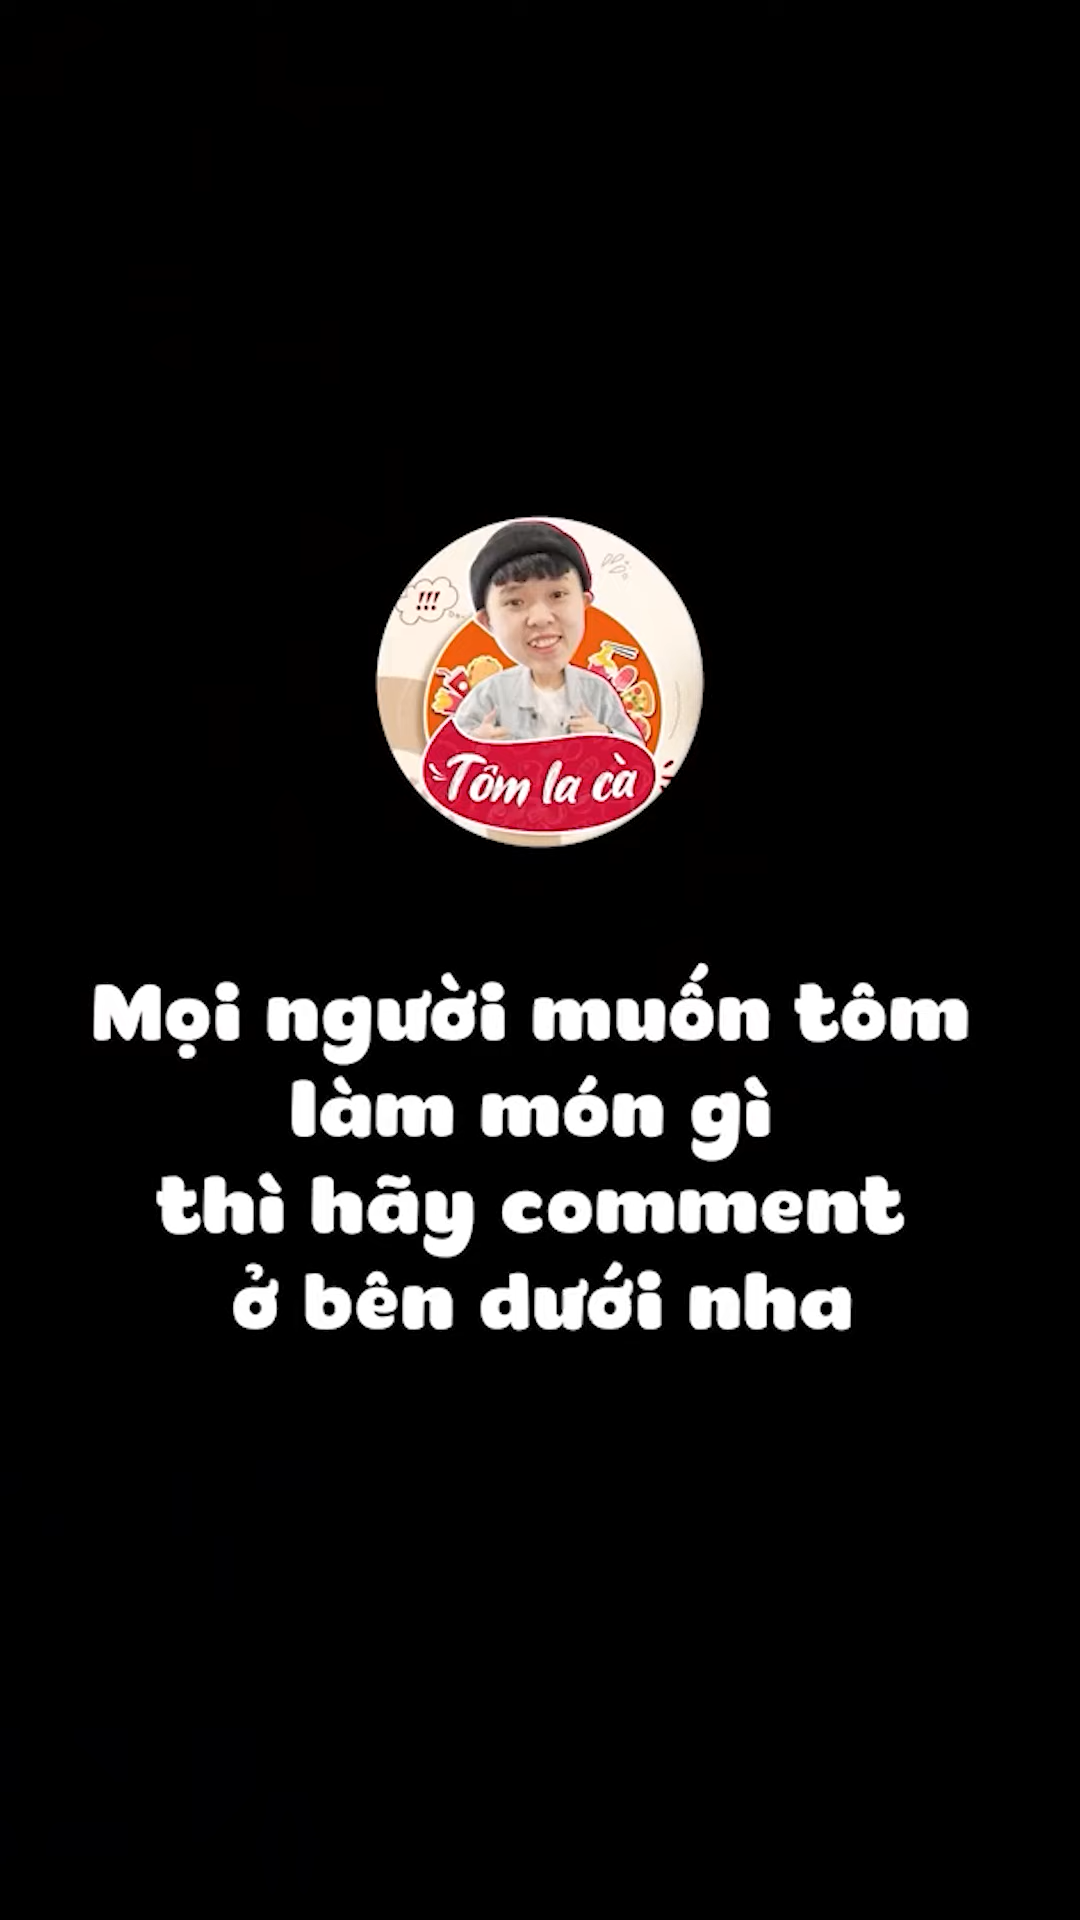 !!!
Tôm la cà
Mọi người muốn tôm
làm món gì
thì hãy comment
ở bên dưới nha